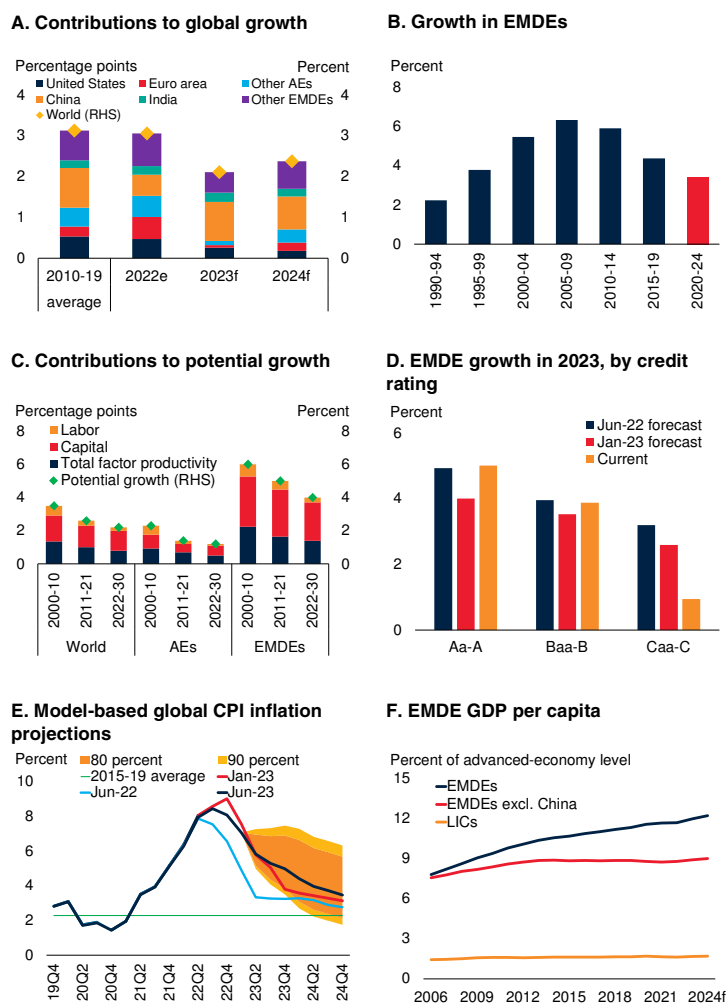 A. Contributions to global growth
Percentage points Percent
United States Euro area Other AEs
China India Other EMDEs
World (RHS)
4 4
3 3
2 2
1 1
0 0
2010-19 2022e 2023f 2024f
average
B. Growth in EMDEs
Percent
8
6
4
2
0
1990-94
1995-99
2000-04
2005-09
2010-14
2015-19
2020-24
C. Contributions to potential growth
Percentage points Percent
Labor
Capital
Total factor productivity
Potential growth (RHS)
8 8
6 6
4 4
2 2
0 0
2000-10
2011-21
2022-30
2000-10
2011-21
2022-30
2000-10
2011-21
2022-30
World AEs EMDEs
D. EMDE growth in 2023, by credit
rating
Percent
Jun-22 forecast
Jan-23 forecast
Current
6
4
2
0
Aa-A Baa-B Caa-C
E. Model-based global CPI inflation
projections
Percent
80 percent 90 percent
2015-19 average Jan-23
Jun-22 Jun-23
10
8
6
4
2
0
19Q4
20Q2
20Q4
21Q2
21Q4
22Q2
22Q4
23Q2
23Q4
24Q2
24Q4
F. EMDE GDP per capita
Percent of advanced-economy level
EMDEs
EMDEs excl. China
LICs
15
12
9
6
3
0
2006 2009 2012 2015 2018 2021 2024f